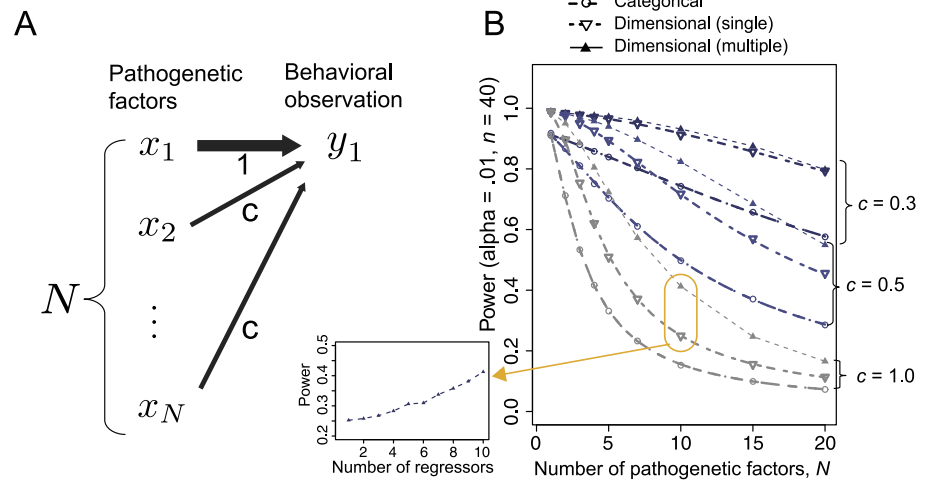 A
Pathogenetic
factors
Behavioral
observation
x1
1
y1
x2
c
N
⋮
c
xN
B
Categorical
Dimensional (single)
Dimensional (multiple)
Power (alpha = .01, n = 40)
0.0
0.2
0.4
0.6
0.8
1.0
0
5
10
15
20
Number of pathogenetic factors, N
c = 0.3
c = 0.5
c = 1.0
Power
0.2
0.3
0.4
0.5
2
4
6
8
10
Number of regressors